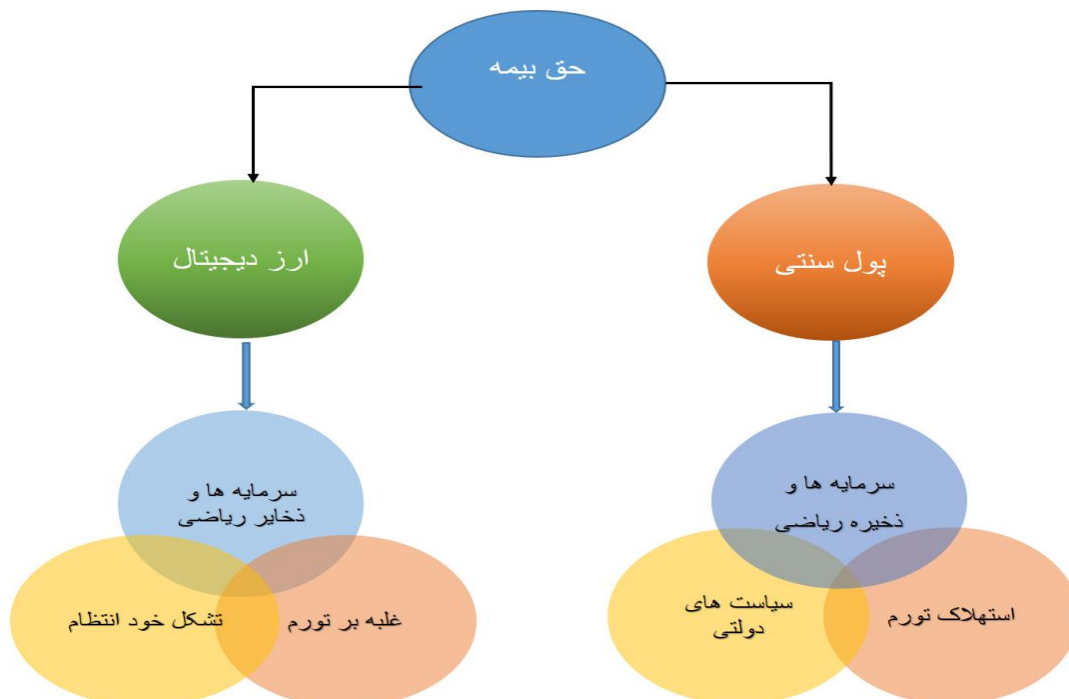 حق بیمه
پول سنتی
ارز دیجیتال
سرمایه ها و
ذخیره ریاضی
استهلاک تورم
سیاست های
دولتی
سرمایه ها و
ذخایر ریاضی
غلبه بر تورم
تشکل خود انتظام